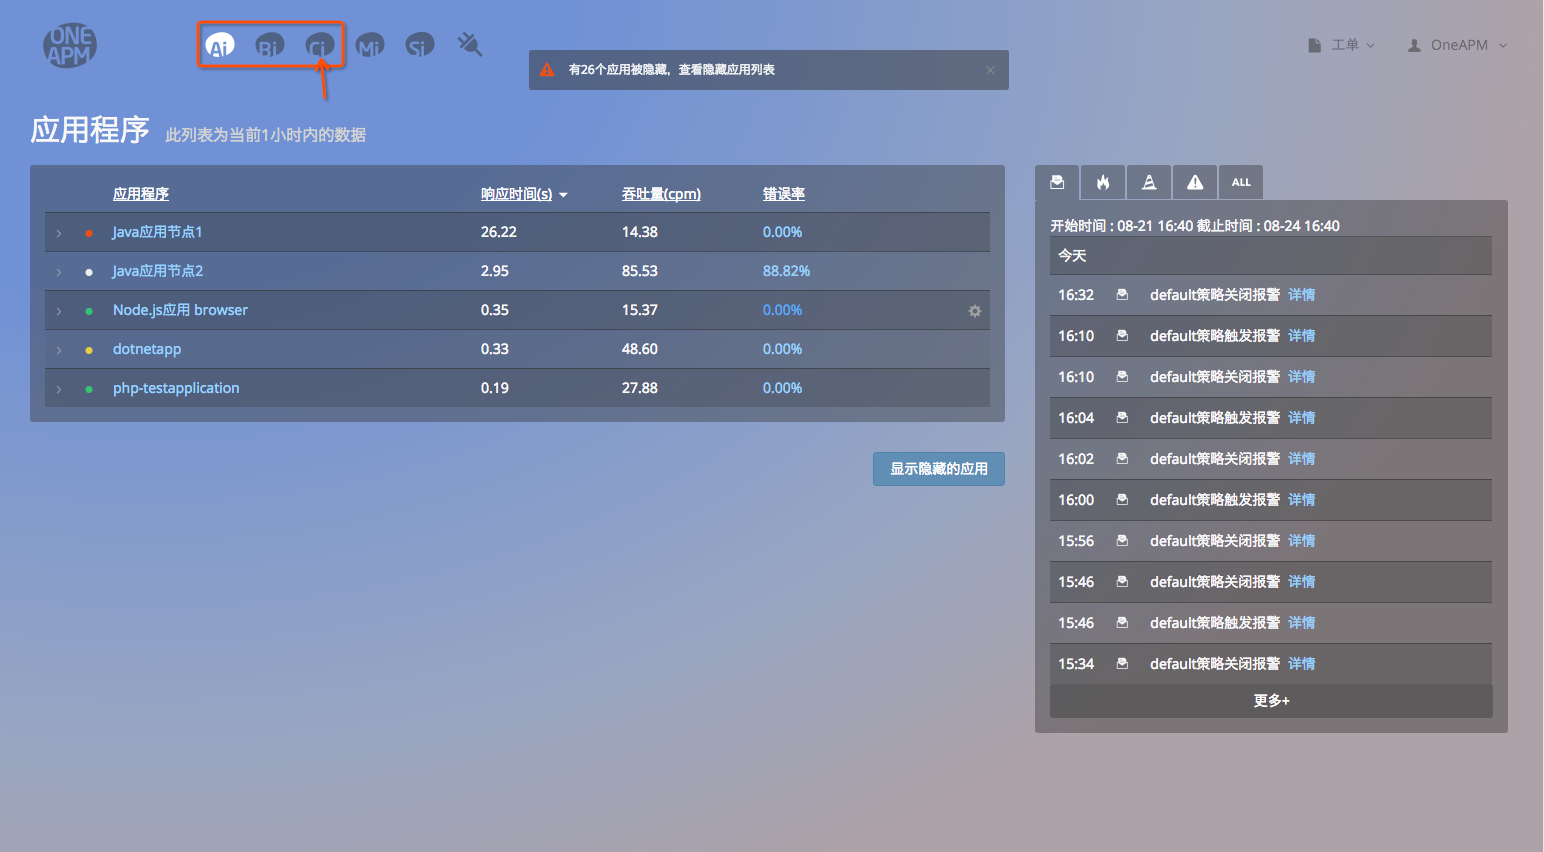 ONE APM
Ai Bi Ci Mi Si
工单 OneAPM
有26个应用被隐藏，查看隐藏应用列表
应用程序 此列表为当前1小时内的数据
应用程序 响应时间(s) 吞吐量(cpm) 错误率
Java应用节点1 26.22 14.38 0.00%
Java应用节点2 2.95 85.53 88.82%
Node.js应用 browser 0.35 15.37 0.00%
dotnetapp 0.33 48.60 0.00%
php-testapplication 0.19 27.88 0.00%
显示隐藏的应用
ALL
开始时间 : 08-21 16:40 截止时间 : 08-24 16:40
今天
16:32 default策略关闭报警 详情
16:10 default策略触发报警 详情
16:10 default策略关闭报警 详情
16:04 default策略触发报警 详情
16:02 default策略关闭报警 详情
16:00 default策略触发报警 详情
15:56 default策略关闭报警 详情
15:46 default策略关闭报警 详情
15:46 default策略触发报警 详情
15:34 default策略关闭报警 详情
更多+